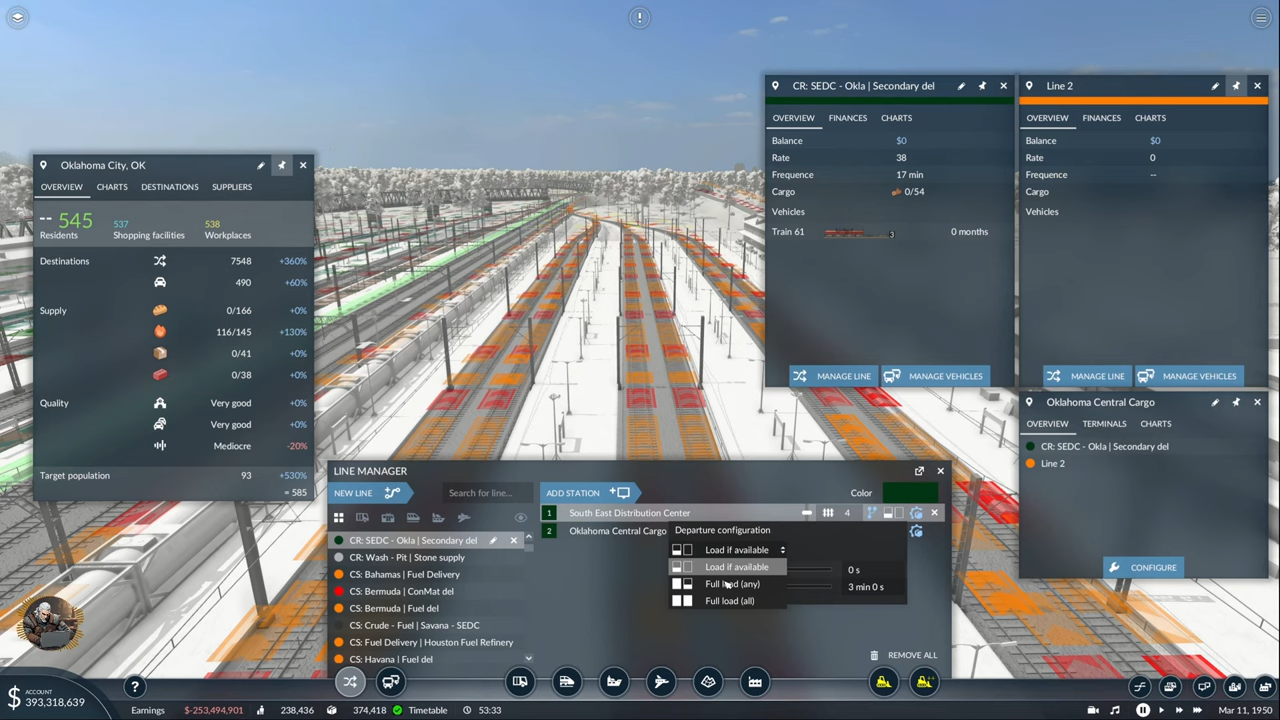 CR: SEDC - Okla | Secondary del
OVERVIEW FINANCES CHARTS
Balance $0
Rate 38
Frequency 17 min
Cargo 0/54
Vehicles
Train 61 3 0 months
MANAGE LINE MANAGE VEHICLES
Line 2
OVERVIEW FINANCES CHARTS
Balance $0
Rate 0
Frequency --
Cargo
Vehicles
MANAGE LINE MANAGE VEHICLES
Oklahoma City, OK
OVERVIEW CHARTS DESTINATIONS SUPPLIERS
-- 545 537 538
Residents Shopping facilities Workplaces
Destinations 7548 +360%
490 +60%
Supply 0/166 +0%
116/145 +130%
0/41 +0%
0/38 +0%
Quality Very good +0%
Very good +0%
Mediocre -20%
Target population 93 +530%
= 585
Oklahoma Central Cargo
OVERVIEW TERMINALS CHARTS
CR: SEDC - Okla | Secondary del
Line 2
CONFIGURE
LINE MANAGER
NEW LINE Search for line... ADD STATION Color
1 South East Distribution Center 4
2 Oklahoma Central Cargo
CR: SEDC - Okla | Secondary del
CR: Wash - Pit | Stone supply
CS: Bahamas | Fuel Delivery
CS: Bermuda | ConMat del
CS: Bermuda | Fuel del
CS: Crude - Fuel | Savana - SEDC
CS: Fuel Delivery | Houston Fuel Refinery
CS: Havana | Fuel del
Departure configuration
Load if available
Load if available 0 s
Full load (any) 3 min 0 s
Full load (all)
REMOVE ALL
$ ACCOUNT
393,318,639
?
Earnings $-253,494,901 238,436 374,418 Timetable 53:33 Mar 11, 1950